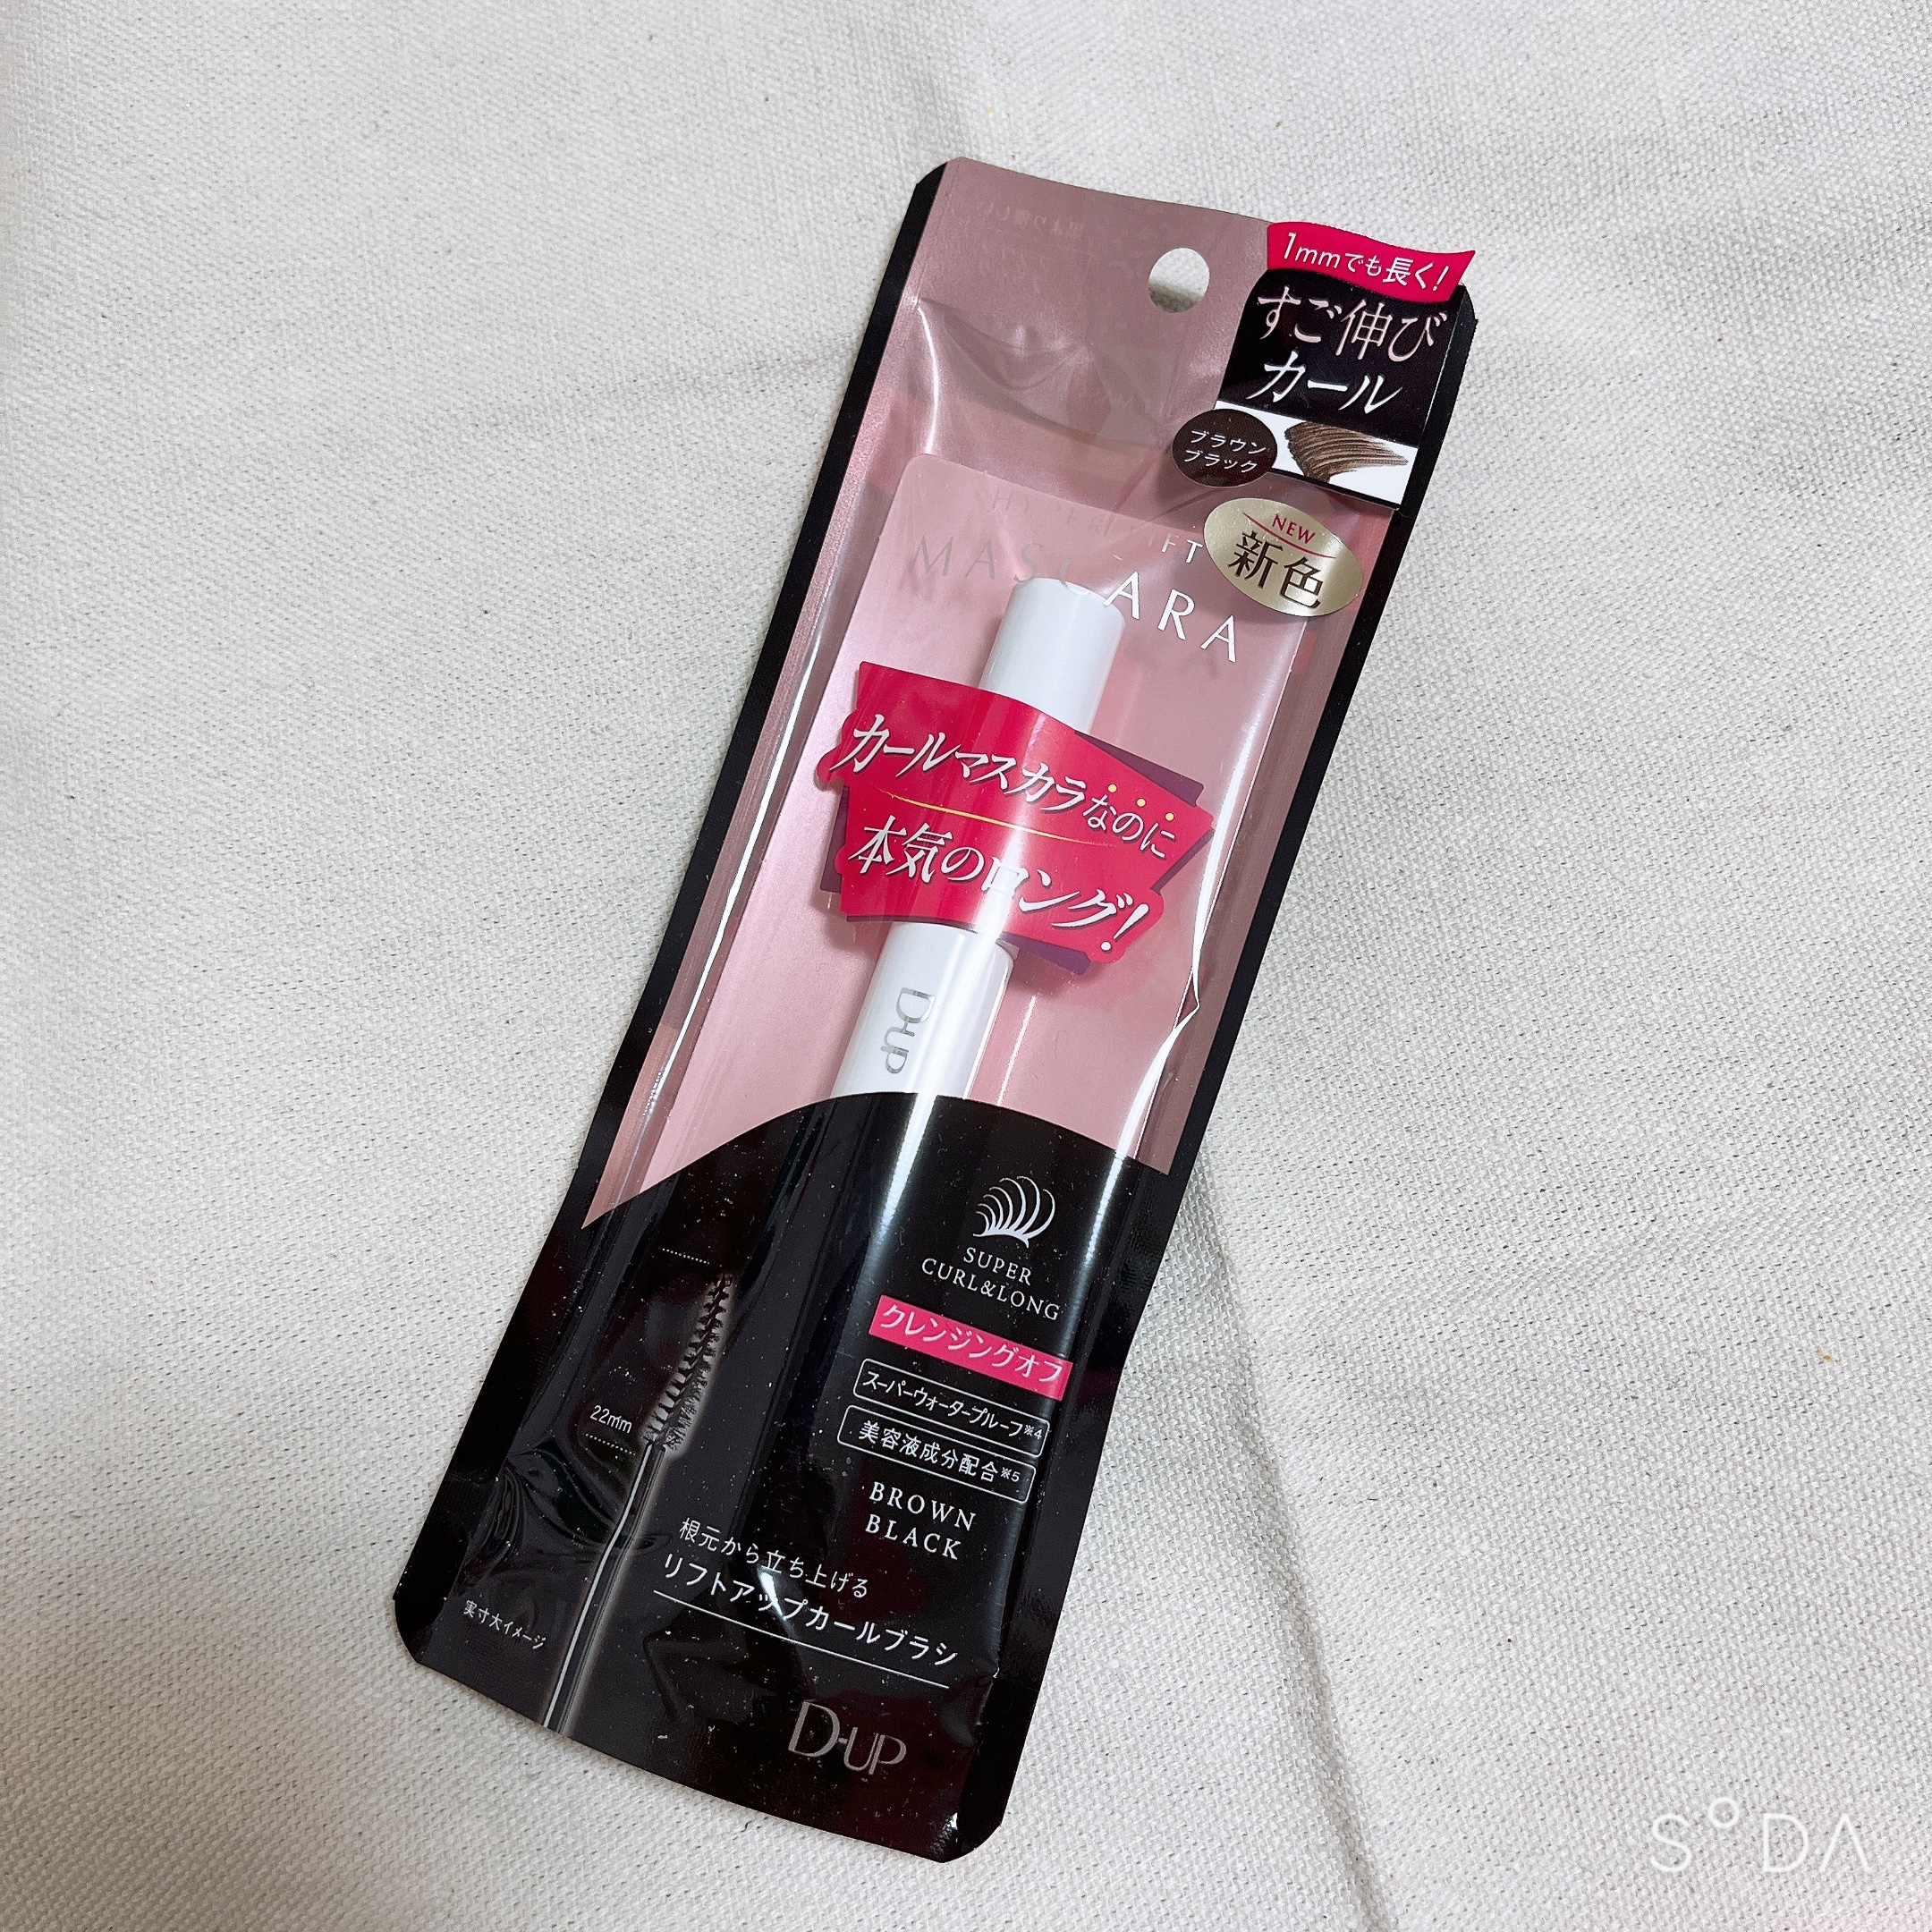 1mmでも長く!
すご伸び
カール
ブラウン
ブラック
NEW
新色
HYPER LIFT
MASCARA
カールマスカラなのに
本気のロング!
D-UP
SUPER
CURL&LONG
クレンジングオフ
スーパーウォータープルーフ※4
美容液成分配合※5
22mm
BROWN
BLACK
根元から立ち上げる
リフトアップカールブラシ
実寸大イメージ
D-UP
SODA